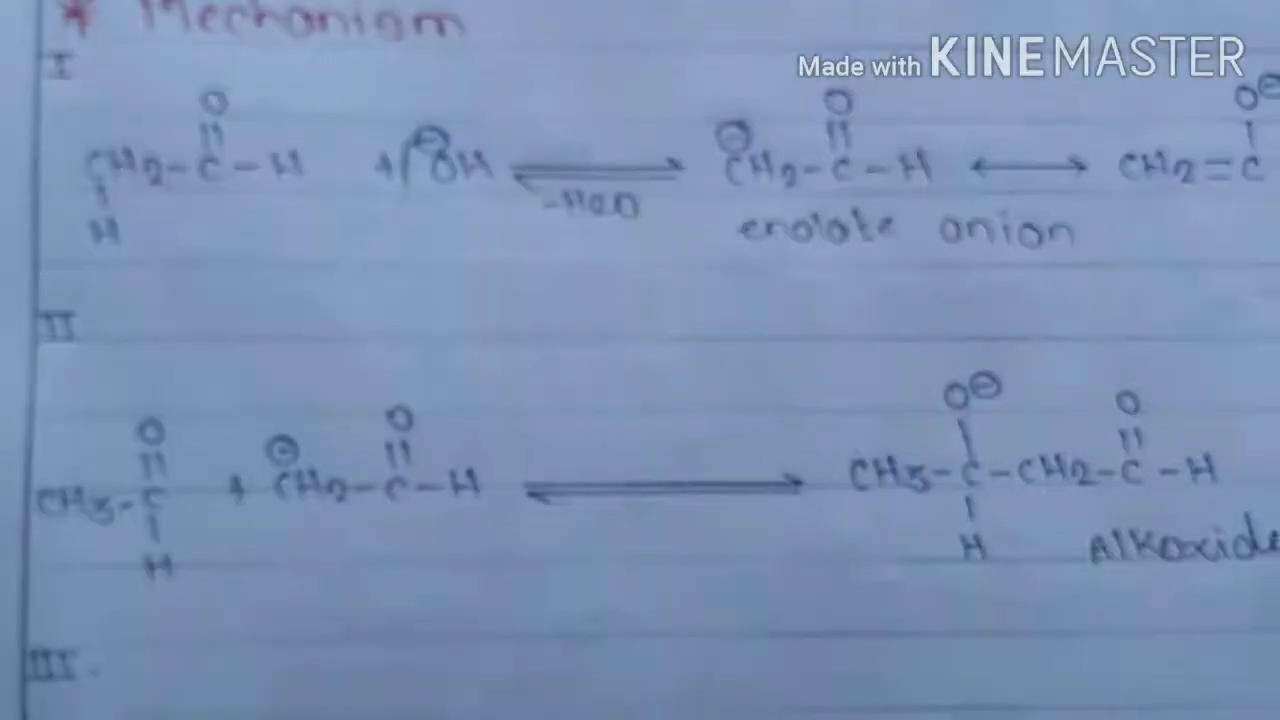 * Mechanism
Made with KINEMASTER
I
O O O⊖
|| || |
CH2-C-H + ⊖OH ⇌ ⊖CH2-C-H ⟷ CH2=C
| -H2O
H enolate anion
II
O O O⊖ O
|| || | ||
CH3-C + ⊖CH2-C-H ⇌ CH3-C-CH2-C-H
| |
H H Alkoxide
III.